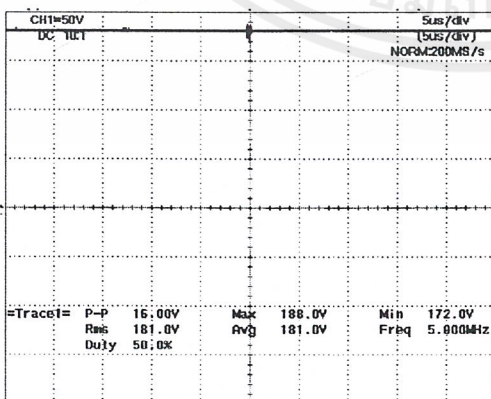 CH1=50V 5us/div
DC 10:1 (5us/div)
NORM:200MS/s
=Trace1= P-P 16.00V Max 188.0V Min 172.0V
Rms 181.0V Avg 181.0V Freq 5.000MHz
Duty 50.0%